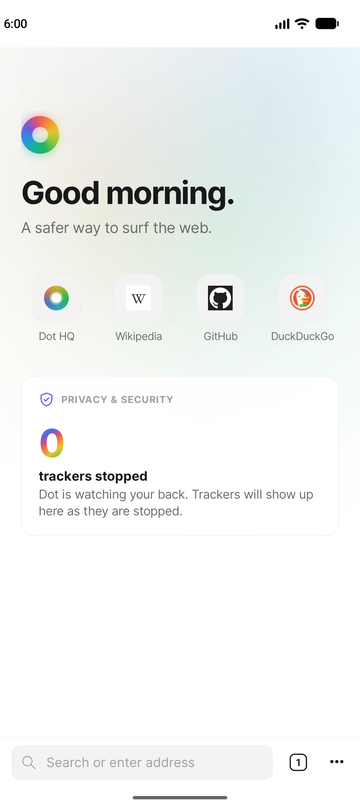 6:00
Good morning.
A safer way to surf the web.
W
Dot HQ
Wikipedia
GitHub
DuckDuckGo
PRIVACY & SECURITY
0
trackers stopped
Dot is watching your back. Trackers will show up
here as they are stopped.
Search or enter address
1